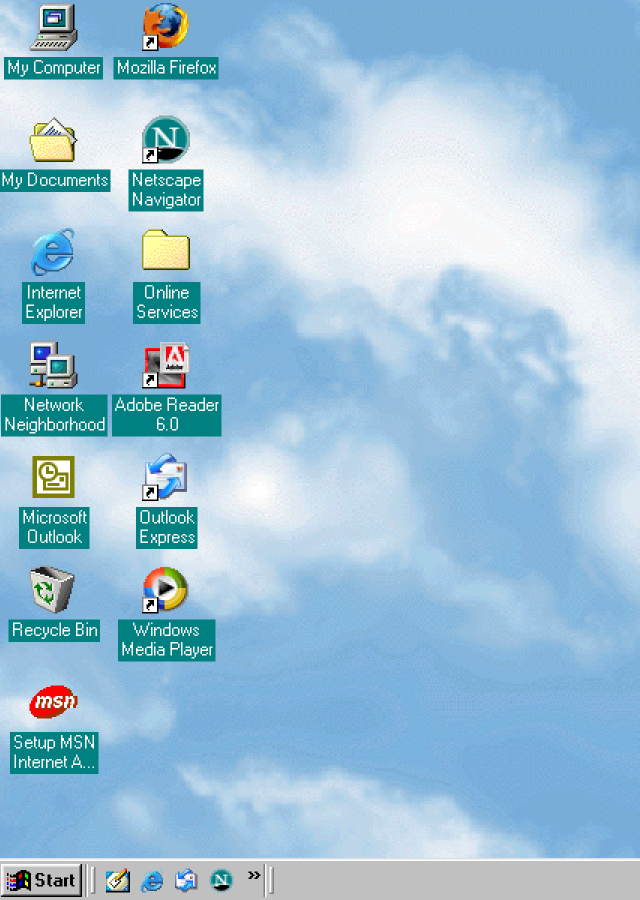 My Computer
Mozilla Firefox
My Documents
N
Netscape
Navigator
Internet
Explorer
Online
Services
Network
Neighborhood
Adobe
Adobe Reader
6.0
Microsoft
Outlook
Outlook
Express
Recycle Bin
Windows
Media Player
msn
Setup MSN
Internet A...
Start
N
»